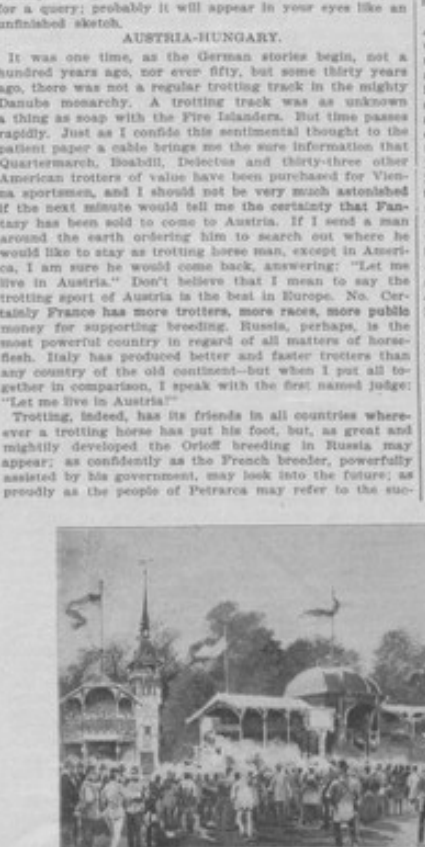 for a query; probably it will appear in your eyes like an
unfinished sketch.
AUSTRIA-HUNGARY.
It was one time, as the German stories begin, not a
hundred years ago, nor ever fifty, but some thirty years
ago, there was not a regular trotting track in the mighty
Danube monarchy. A trotting track was as unknown
a thing as soap with the Fire Islanders. But time passes
rapidly. Just as I confide this sentimental thought to the
patient paper a cable brings me the sure information that
Quartermarch, Boabdil, Delectus and thirty-three other
American trotters of value have been purchased for Vien-
na sportsmen, and I should not be very much astonished
if the next minute would tell me the certainty that Fan-
tasy has been sold to come to Austria. If I send a man
around the earth ordering him to search out where he
would like to stay as trotting horse man, except in Ameri-
ca, I am sure he would come back, answering: "Let me
live in Austria." Don't believe that I mean to say the
trotting sport of Austria is the best in Europe. No. Cer-
tainly France has more trotters, more races, more public
money for supporting breeding. Russia, perhaps, is the
most powerful country in regard of all matters of horse-
flesh. Italy has produced better and faster trotters than
any country of the old continent—but when I put all to-
gether in comparison, I speak with the first named judge:
"Let me live in Austria!"
Trotting, indeed, has its friends in all countries where-
ever a trotting horse has put his foot, but, as great and
mightily developed the Orloff breeding in Russia may
appear; as confidently as the French breeder, powerfully
assisted by his government, may look into the future; as
proudly as the people of Petrarca may refer to the suc-